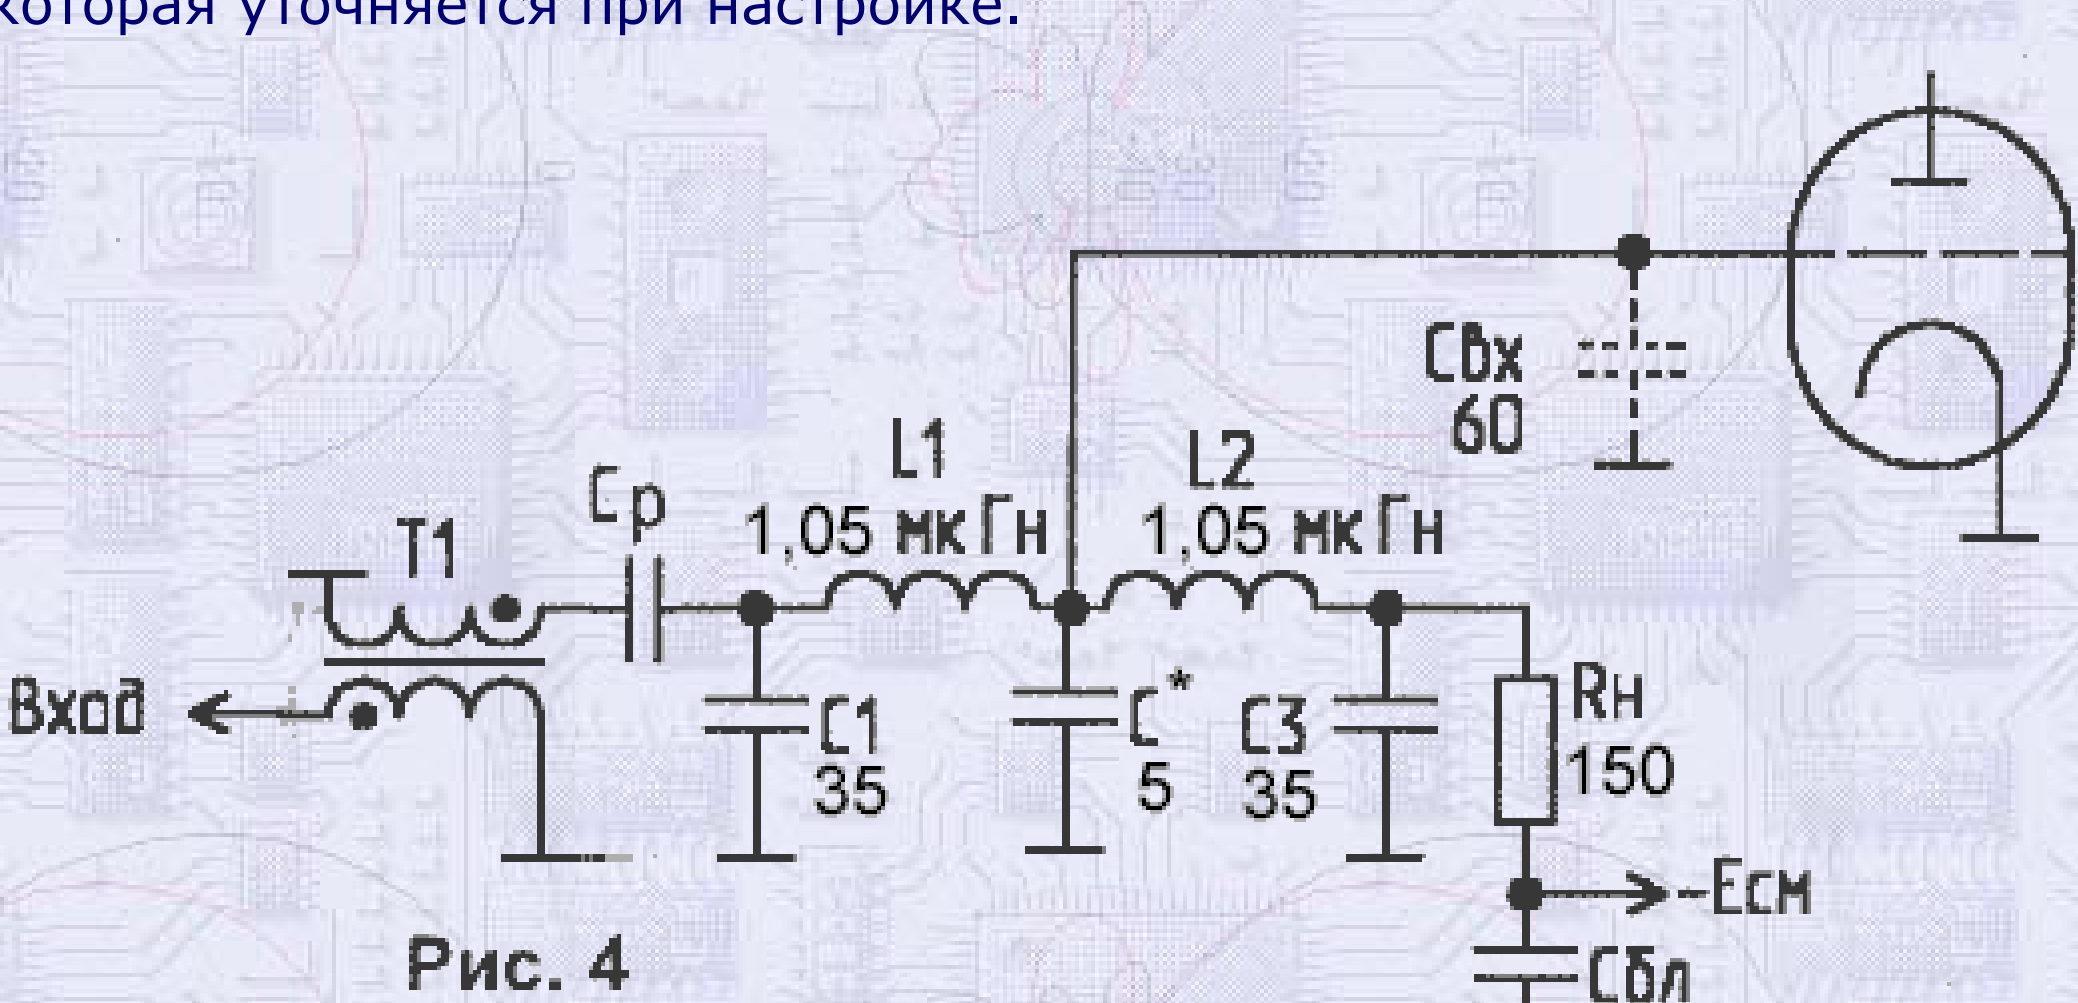 которая уточняется при настройке.
Свх
60
L1
1,05 мкГн
L2
1,05 мкГн
Ср
Т1
Вход
С1
35
С*
5
С3
35
Rн
150
-Есм
Сбл
Рис. 4